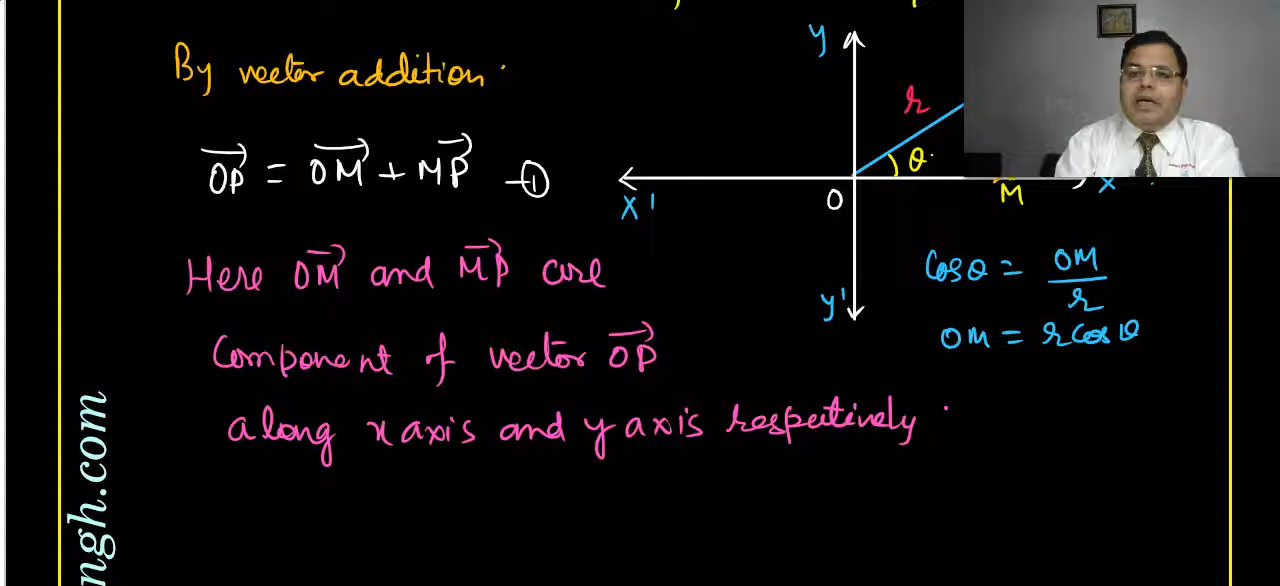 By vector addition.
OP = OM + MP —①
Here OM and MP are
Component of vector OP
along x axis and y axis respectively.
y
r
θ.
X'
O
M
X
y'
Cosθ = OM / r
OM = r Cosθ
ngh.com